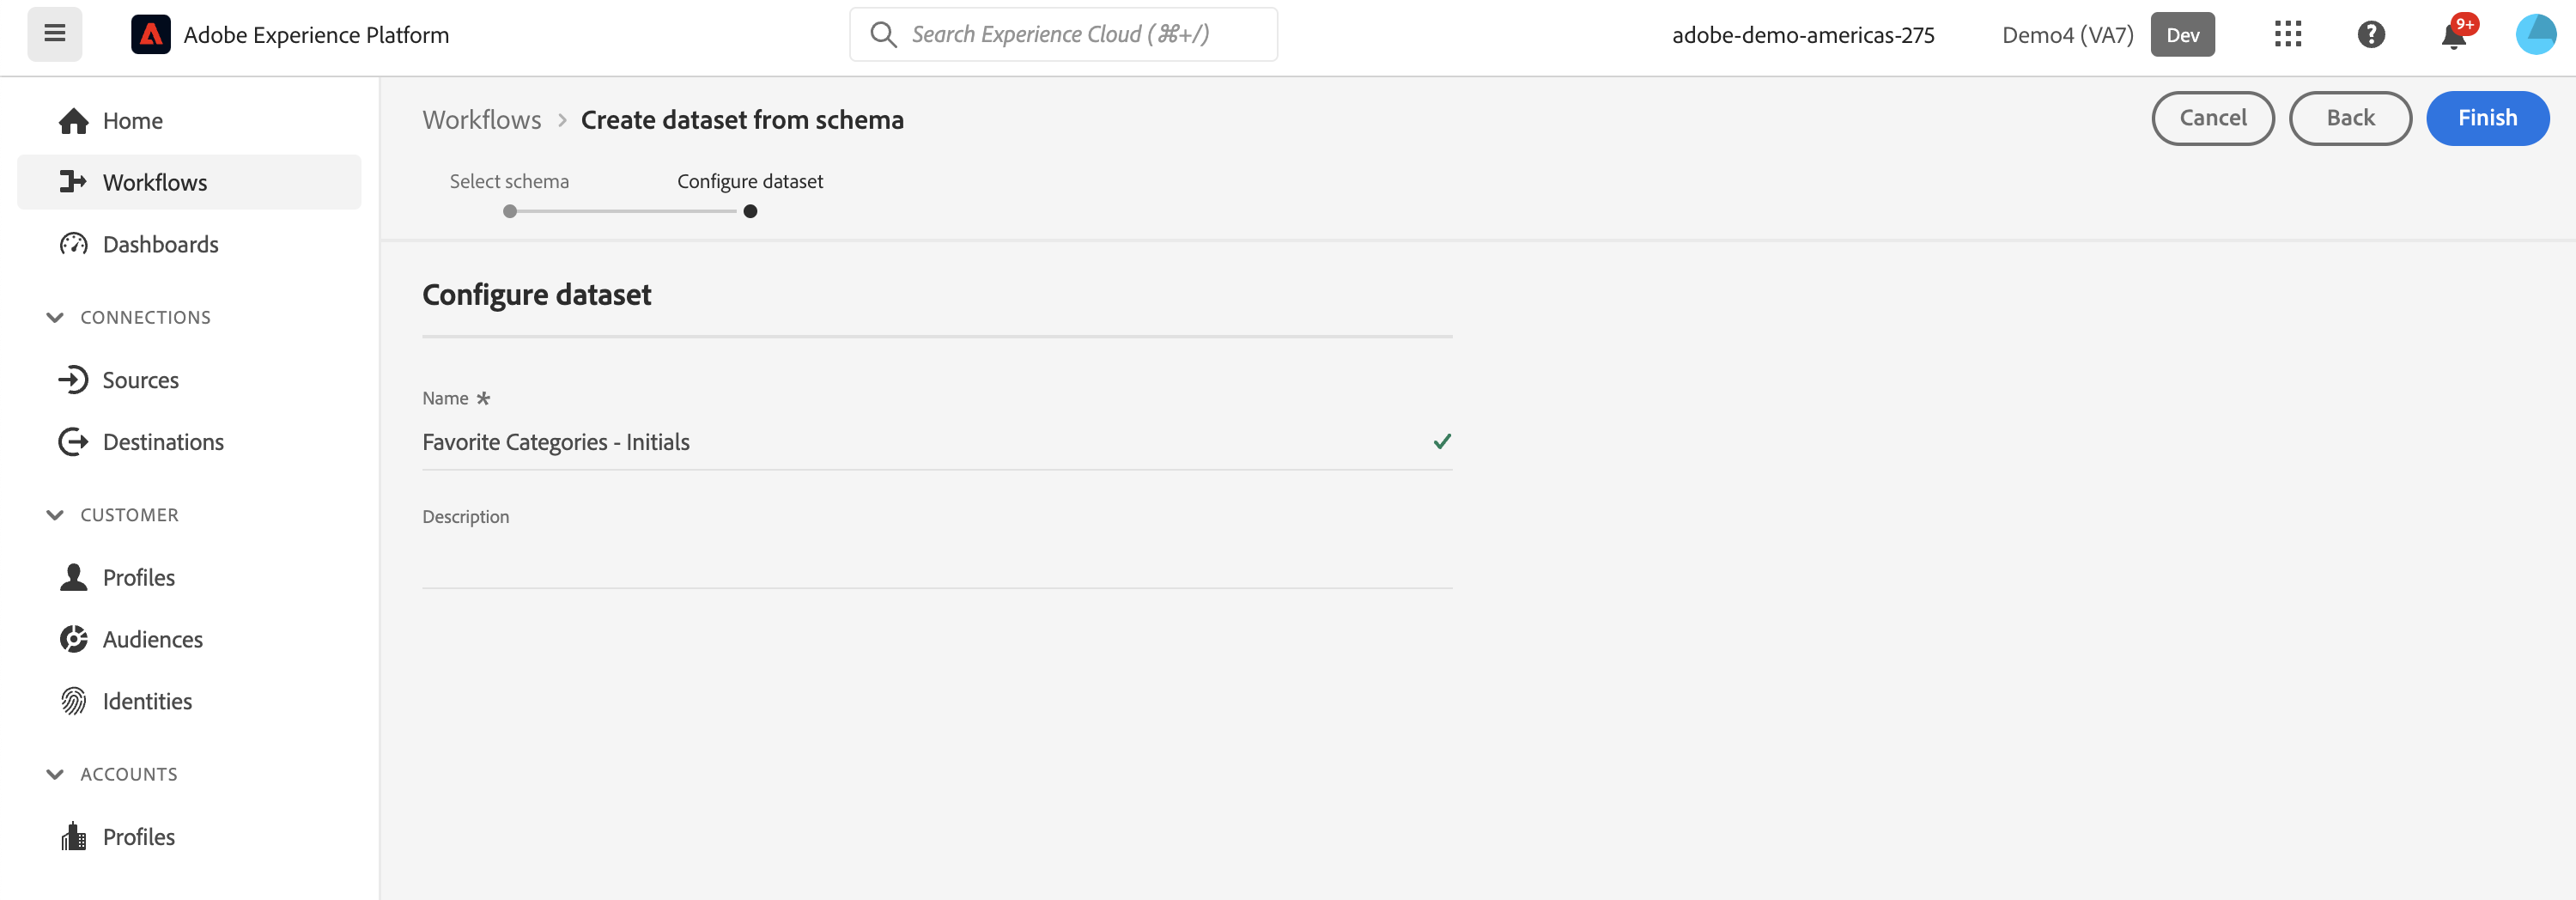 Adobe Experience Platform
Search Experience Cloud (⌘+/)
adobe-demo-americas-275
Demo4 (VA7)
Dev
9+
Home
Workflows
Dashboards
CONNECTIONS
Sources
Destinations
CUSTOMER
Profiles
Audiences
Identities
ACCOUNTS
Profiles
Workflows > Create dataset from schema
Cancel
Back
Finish
Select schema
Configure dataset
Configure dataset
Name *
Favorite Categories - Initials
Description